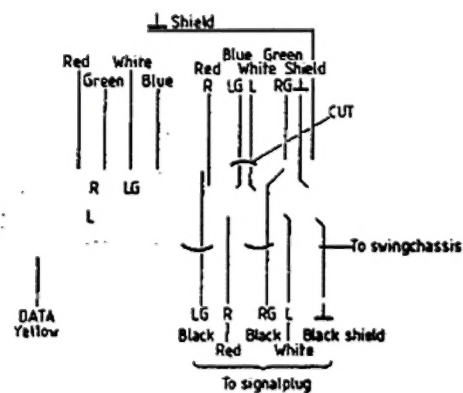 ⊥ Shield
Blue Green
Red White Red White Shield
Green Blue R LG L RG ⊥
CUT
R LG
L
To swingchassis
DATA
Yellow
LG R RG L ⊥
Black Black Black shield
Red White
To signalplug